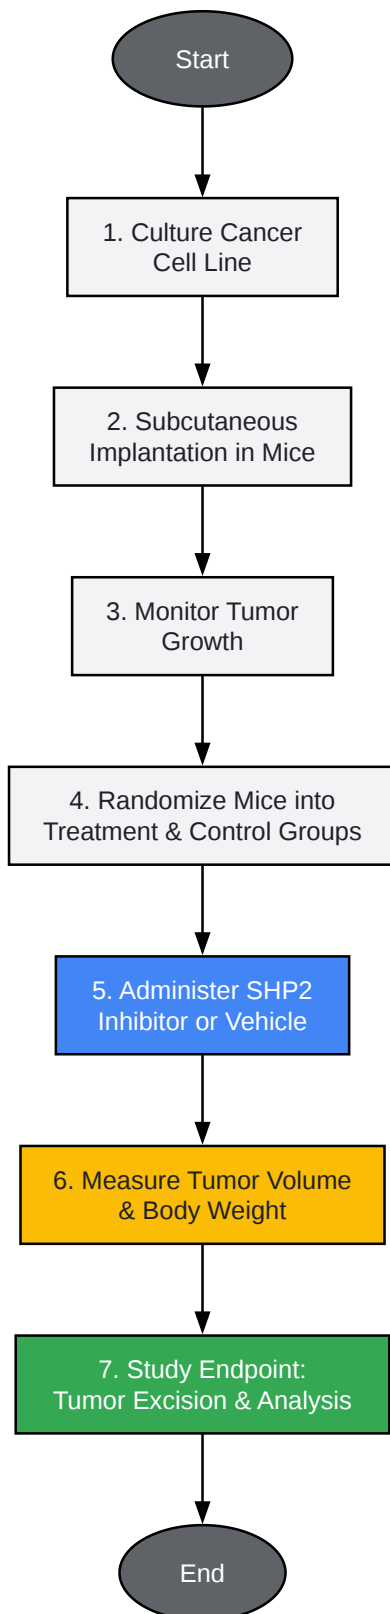 Start
1. Culture Cancer
Cell Line
2. Subcutaneous
Implantation in Mice
3. Monitor Tumor
Growth
4. Randomize Mice into
Treatment & Control Groups
5. Administer SHP2
Inhibitor or Vehicle
6. Measure Tumor Volume
& Body Weight
7. Study Endpoint:
Tumor Excision & Analysis
End